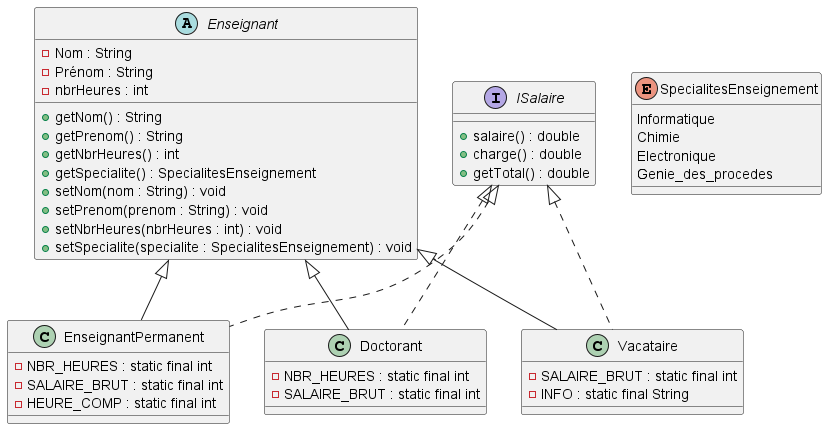 A Enseignant
Nom : String
Prénom : String
nbrHeures : int
getNom() : String
getPrenom() : String
getNbrHeures() : int
getSpecialite() : SpecialitesEnseignement
setNom(nom : String) : void
setPrenom(prenom : String) : void
setNbrHeures(nbrHeures : int) : void
setSpecialite(specialite : SpecialitesEnseignement) : void
I ISalaire
salaire() : double
charge() : double
getTotal() : double
E SpecialitesEnseignement
Informatique
Chimie
Electronique
Genie_des_procedes
C EnseignantPermanent
NBR_HEURES : static final int
SALAIRE_BRUT : static final int
HEURE_COMP : static final int
C Doctorant
NBR_HEURES : static final int
SALAIRE_BRUT : static final int
C Vacataire
SALAIRE_BRUT : static final int
INFO : static final String